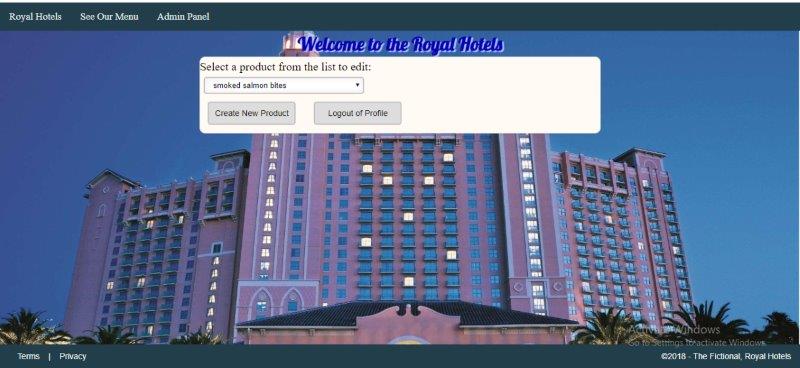 Royal Hotels See Our Menu Admin Panel
Welcome to the Royal Hotels
Select a product from the list to edit:
smoked salmon bites
Create New Product Logout of Profile
Activate Windows
Go to Settings to activate Windows.
Terms | Privacy ©2018 - The Fictional, Royal Hotels